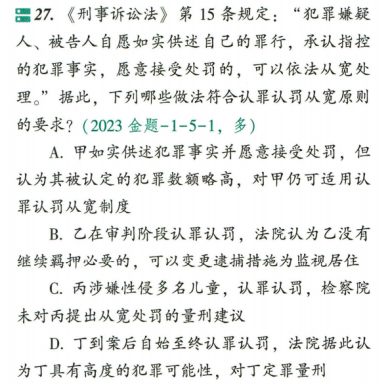 27. 《刑事诉讼法》第 15 条规定：“犯罪嫌疑
人、被告人自愿如实供述自己的罪行，承认指控
的犯罪事实，愿意接受处罚的，可以依法从宽处
理。”据此，下列哪些做法符合认罪认罚从宽原则
的要求？(2023 金题-1-5-1，多)
A. 甲如实供述犯罪事实并愿意接受处罚，但
认为其被认定的犯罪数额略高，对甲仍可适用认
罪认罚从宽制度
B. 乙在审判阶段认罪认罚，法院认为乙没有
继续羁押必要的，可以变更逮捕措施为监视居住
C. 丙涉嫌性侵多名儿童，认罪认罚，检察院
未对丙提出从宽处罚的量刑建议
D. 丁到案后自始至终认罪认罚，法院据此认
为丁具有高度的犯罪可能性，对丁定罪量刑